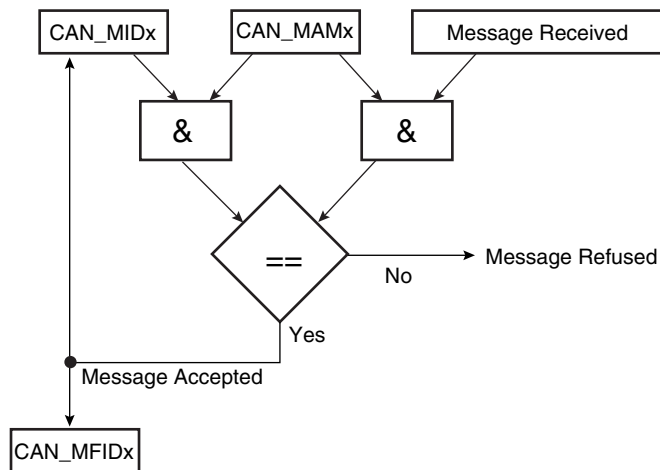 CAN_MIDx
CAN_MAMx
Message Received
&
&
==
No
Message Refused
Yes
Message Accepted
CAN_MFIDx